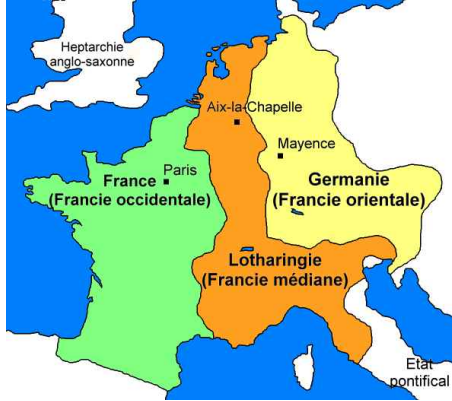 Heptarchie
anglo-saxonne
Aix-la-Chapelle
Mayence
Paris
France
(Francie occidentale)
Germanie
(Francie orientale)
Lotharingie
(Francie médiane)
Etat
pontifical